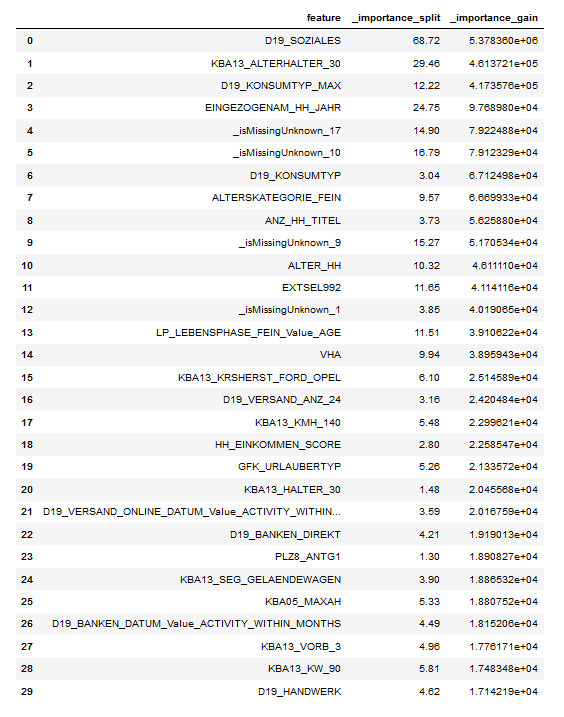 feature _importance_split _importance_gain
0 D19_SOZIALES 68.72 5.378360e+06
1 KBA13_ALTERHALTER_30 29.46 4.613721e+05
2 D19_KONSUMTYP_MAX 12.22 4.173576e+05
3 EINGEZOGENAM_HH_JAHR 24.75 9.768980e+04
4 _isMissingUnknown_17 14.90 7.922488e+04
5 _isMissingUnknown_10 16.79 7.912329e+04
6 D19_KONSUMTYP 3.04 6.712498e+04
7 ALTERSKATEGORIE_FEIN 9.57 6.669933e+04
8 ANZ_HH_TITEL 3.73 5.625880e+04
9 _isMissingUnknown_9 15.27 5.170534e+04
10 ALTER_HH 10.32 4.611110e+04
11 EXTSEL992 11.65 4.114116e+04
12 _isMissingUnknown_1 3.85 4.019065e+04
13 LP_LEBENSPHASE_FEIN_Value_AGE 11.51 3.910622e+04
14 VHA 9.94 3.895943e+04
15 KBA13_KRSHERST_FORD_OPEL 6.10 2.514589e+04
16 D19_VERSAND_ANZ_24 3.16 2.420484e+04
17 KBA13_KMH_140 5.48 2.299621e+04
18 HH_EINKOMMEN_SCORE 2.80 2.258547e+04
19 GFK_URLAUBERTYP 5.26 2.133572e+04
20 KBA13_HALTER_30 1.48 2.045568e+04
21 D19_VERSAND_ONLINE_DATUM_Value_ACTIVITY_WITHIN... 3.59 2.016759e+04
22 D19_BANKEN_DIREKT 4.21 1.919013e+04
23 PLZ8_ANTG1 1.30 1.890827e+04
24 KBA13_SEG_GELAENDEWAGEN 3.90 1.886532e+04
25 KBA05_MAXAH 5.33 1.880752e+04
26 D19_BANKEN_DATUM_Value_ACTIVITY_WITHIN_MONTHS 4.49 1.815206e+04
27 KBA13_VORB_3 4.96 1.776171e+04
28 KBA13_KW_90 5.81 1.748348e+04
29 D19_HANDWERK 4.62 1.714219e+04